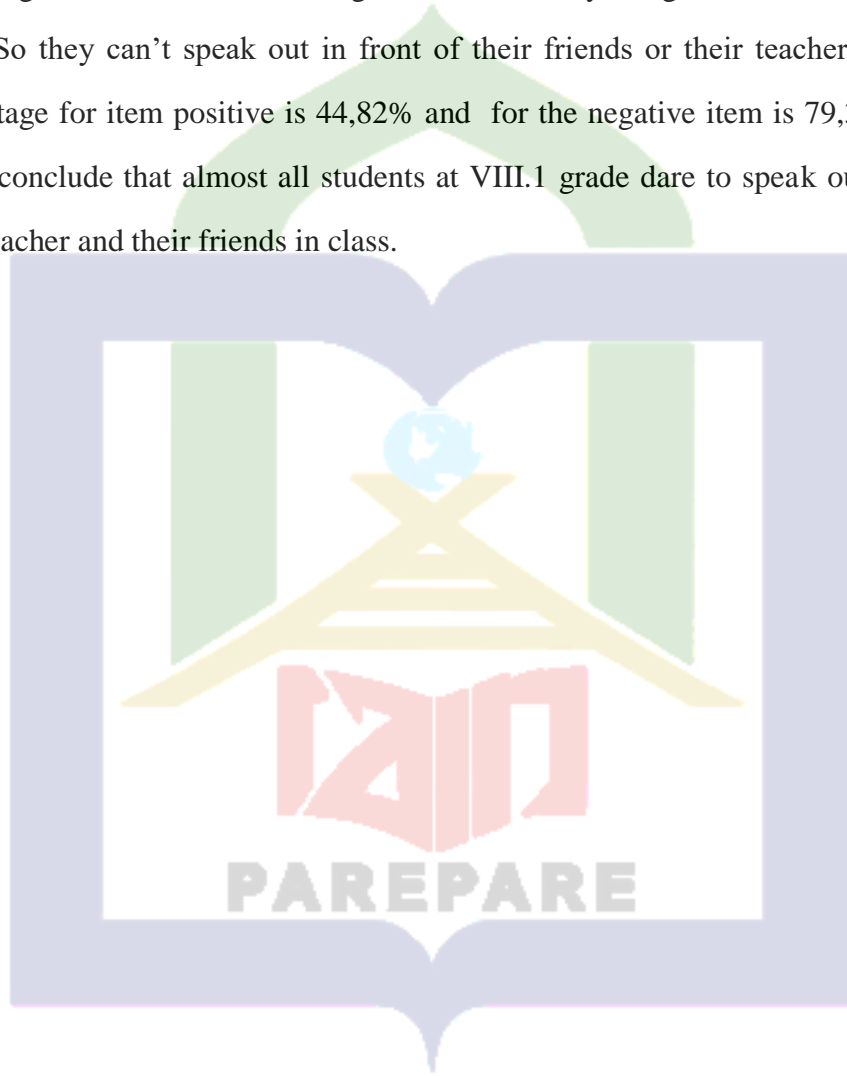 So they can’t speak out in front of their friends or their teacher
tage for item positive is 44,82% and for the negative item is 79,
conclude that almost all students at VIII.1 grade dare to speak
acher and their friends in class.
PAREPARE